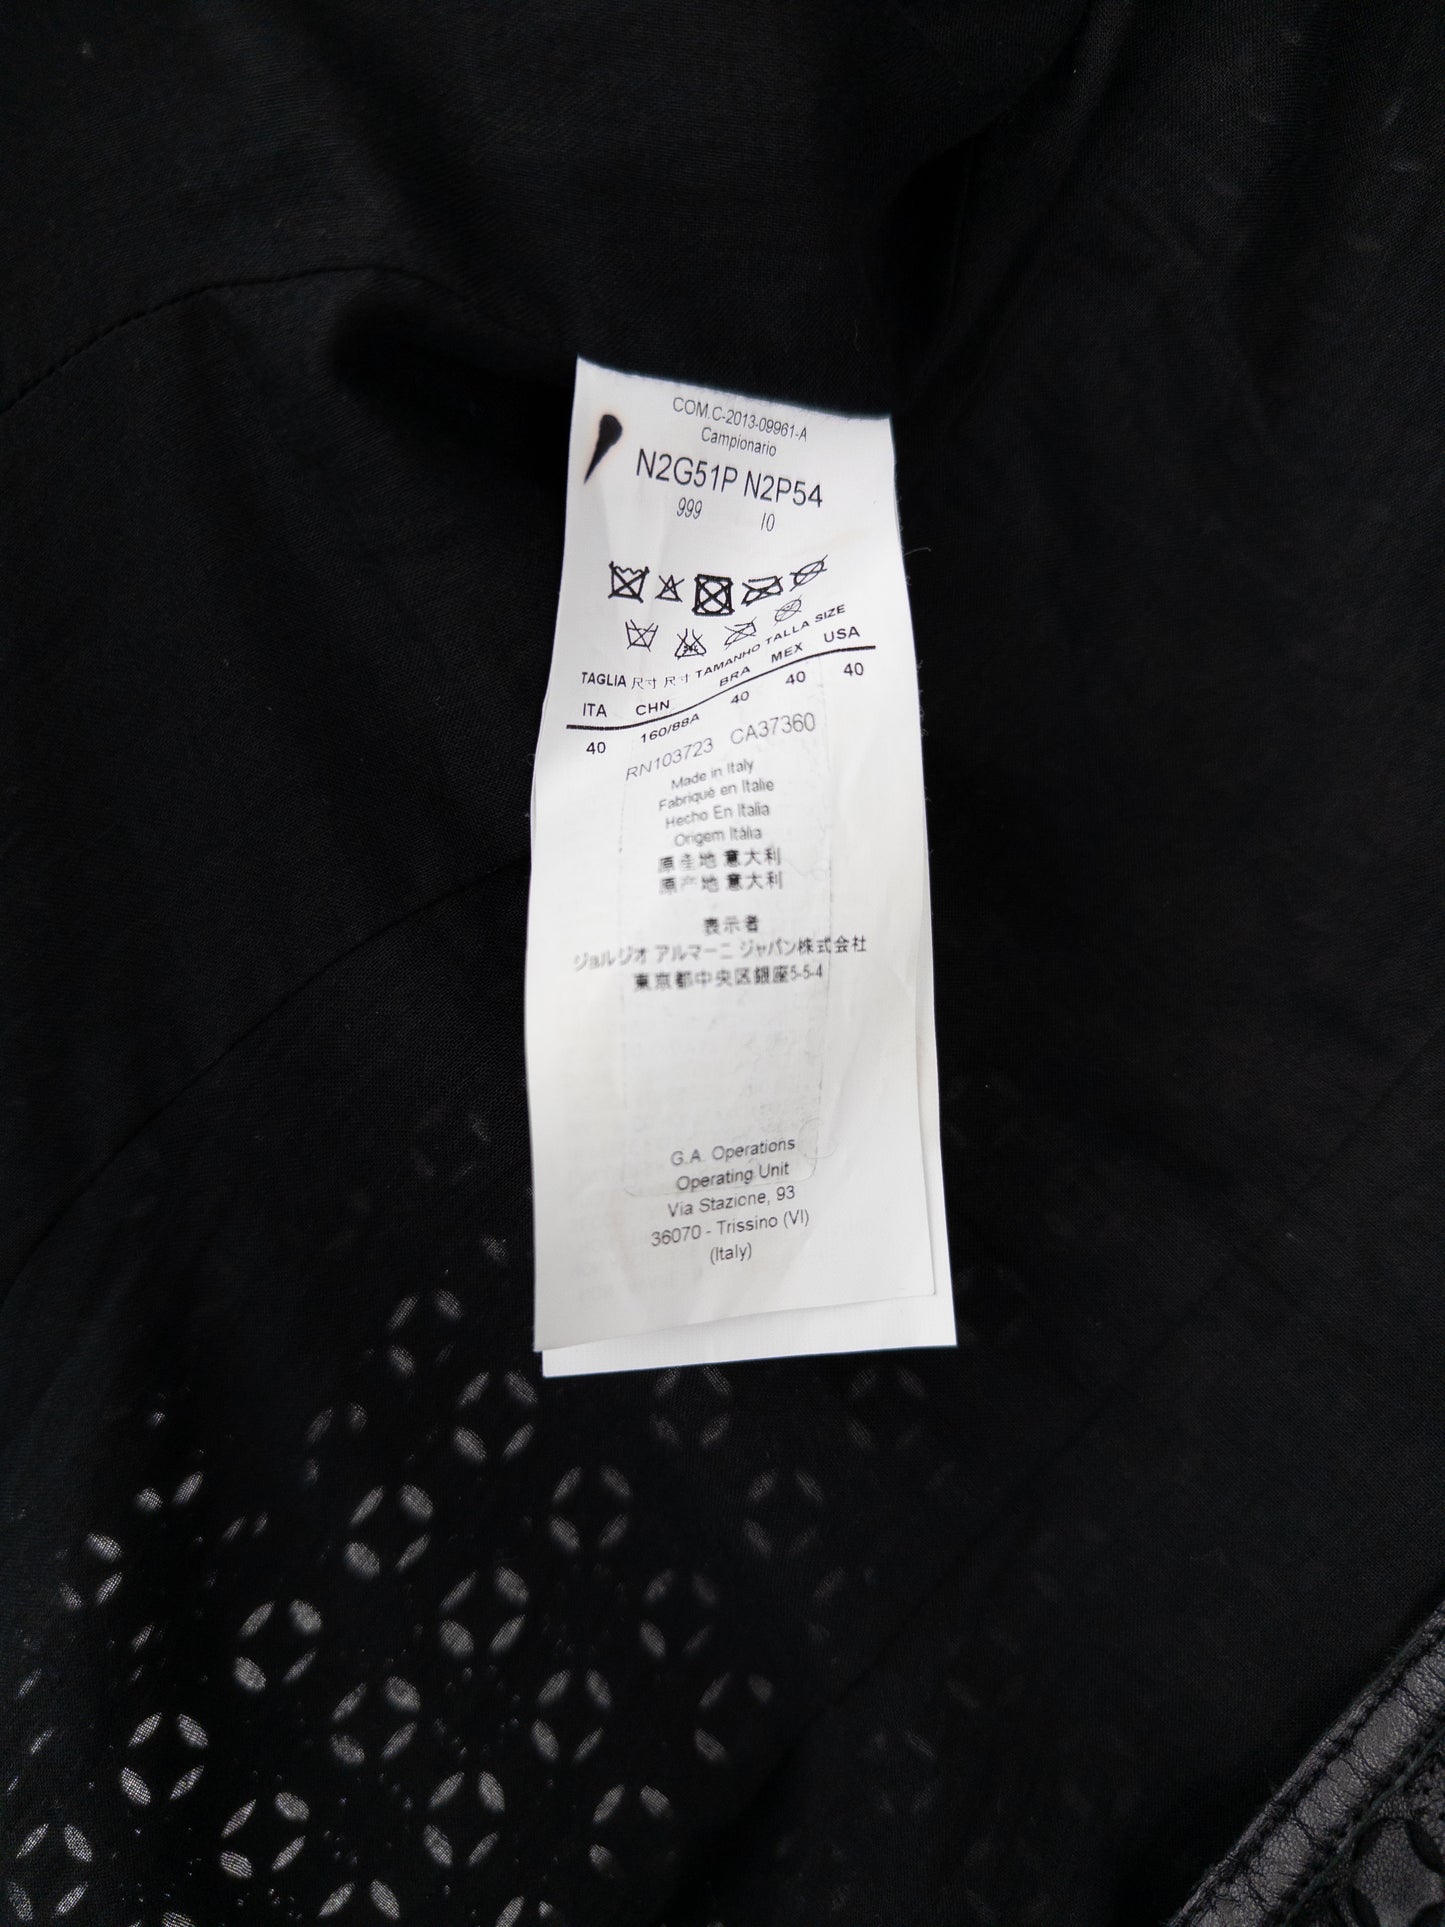 COM.C-2013-09961-A
Campionario
N2G51P N2P54
999 10
TAGLIA 尺寸 尺寸 TAMANHO TALLA SIZE
ITA CHN BRA MEX USA
40 160/88A 40 40 40
RN103723 CA37360
Made in Italy
Fabriqué en Italie
Hecho En Italia
Origem Itália
原産地 意大利
原产地 意大利
表示者
ジョルジオ アルマーニ ジャパン株式会社
東京都中央区銀座5-5-4
G.A. Operations
Operating Unit
Via Stazione, 93
36070 - Trissino (VI)
(Italy)